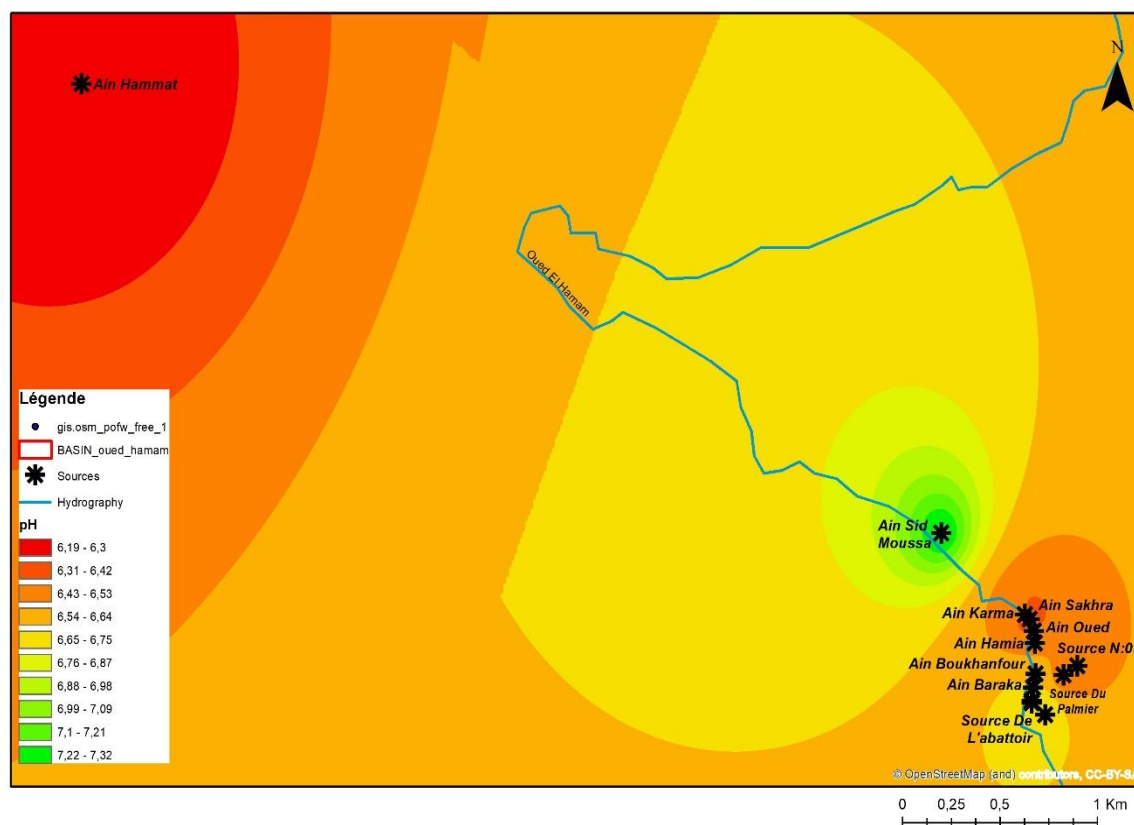 N
Ain Hammat
Oued El Hamam
Légende
gis.osm_pofw_free_1
BASIN_oued_hamam
Sources
Hydrography
pH
6,19 - 6,3
6,31 - 6,42
6,43 - 6,53
6,54 - 6,64
6,65 - 6,75
6,76 - 6,87
6,88 - 6,98
6,99 - 7,09
7,1 - 7,21
7,22 - 7,32
Ain Sid
Moussa
Ain Sakhra
Ain Karma
Ain Oued
Ain Hamia
Source N:0
Ain Boukhanfour
Ain Baraka
Source Du
Palmier
Source De
L'abattoir
© OpenStreetMap (and) contributors, CC-BY-SA
0 0,25 0,5 1 Km